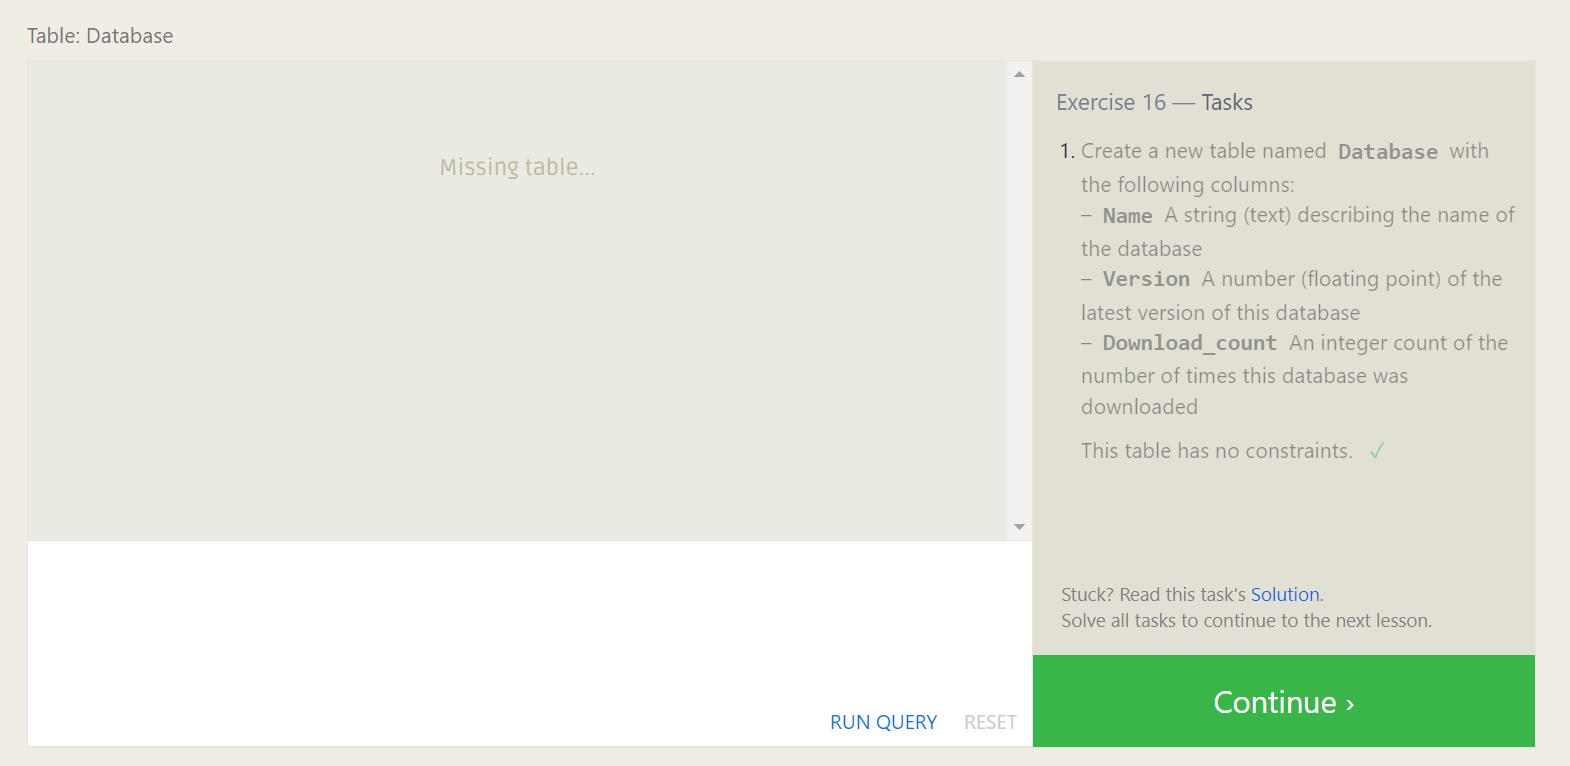 Table: Database
Missing table...
RUN QUERY RESET
Exercise 16 — Tasks
1. Create a new table named Database with
the following columns:
– Name A string (text) describing the name of
the database
– Version A number (floating point) of the
latest version of this database
– Download_count An integer count of the
number of times this database was
downloaded
This table has no constraints. ✓
Stuck? Read this task's Solution.
Solve all tasks to continue to the next lesson.
Continue ›